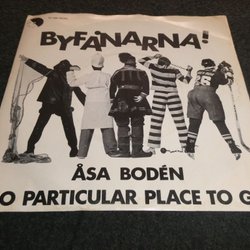 BYFÅNARNA!
ÅSA BODÉN
O PARTICULAR PLACE TO G